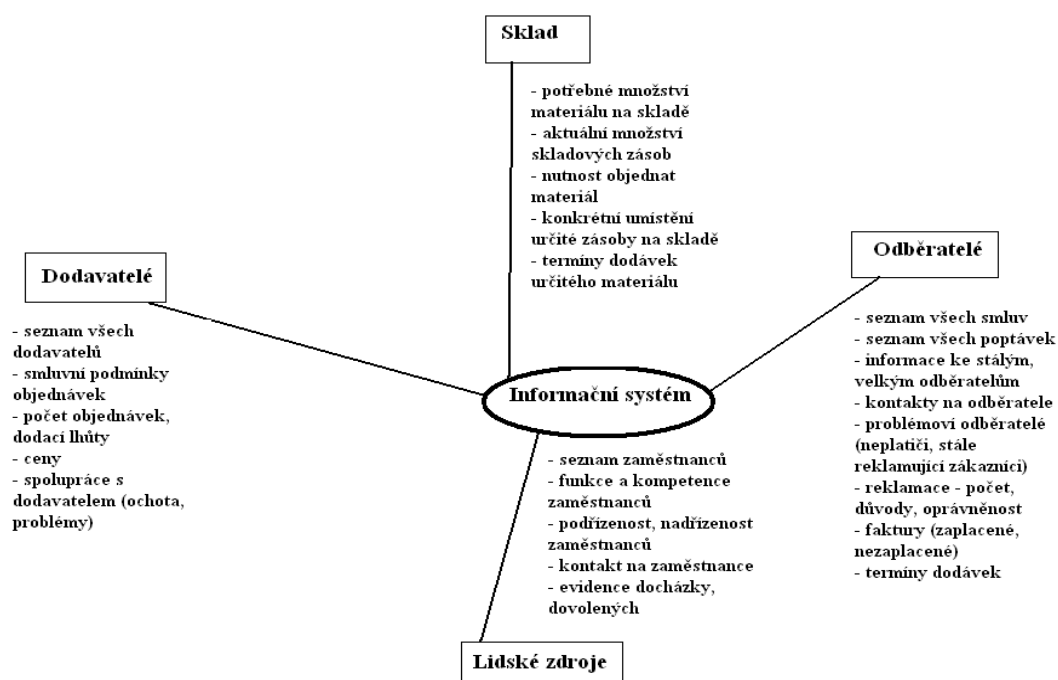 Sklad
- potřebné množství
materiálu na skladě
- aktuální množství
skladových zásob
- nutnost objednat
materiál
- konkrétní umístění
určité zásoby na skladě
- termíny dodávek
určitého materiálu
Dodavatelé
- seznam všech
dodavatelů
- smluvní podmínky
objednávek
- počet objednávek,
dodací lhůty
- ceny
- spolupráce s
dodavatelem (ochota,
problémy)
Informační systém
Odběratelé
- seznam všech smluv
- seznam všech poptávek
- informace ke stálým,
velkým odběratelům
- kontakty na odběratele
- problémoví odběratelé
(neplatiči, stále
reklamující zákazníci)
- reklamace - počet,
důvody, oprávněnost
- faktury (zaplacené,
nezaplacené)
- termíny dodávek
- seznam zaměstnanců
- funkce a kompetence
zaměstnanců
- podřízenost, nadřízenost
zaměstnanců
- kontakt na zaměstnance
- evidence docházky,
dovolených
Lidské zdroje